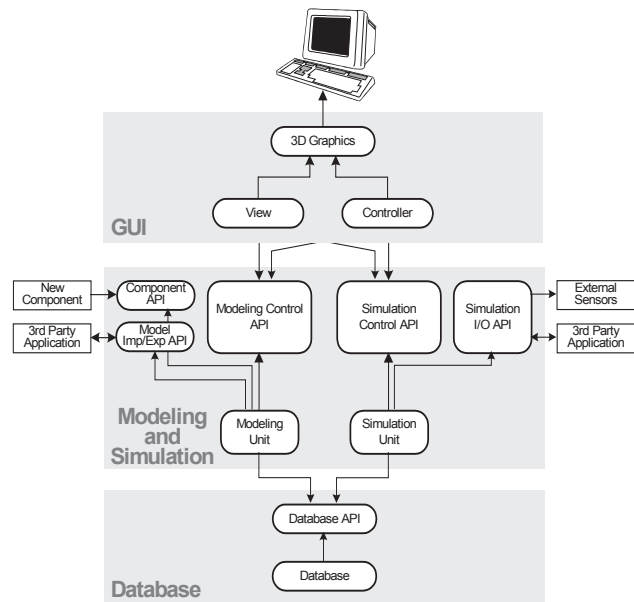 3D Graphics
View
Controller
GUI
New
Component
Component
API
Modeling Control
API
Simulation
Control API
Simulation
I/O API
External
Sensors
3rd Party
Application
Model
Imp/Exp API
3rd Party
Application
Modeling
and
Simulation
Modeling
Unit
Simulation
Unit
Database API
Database
Database